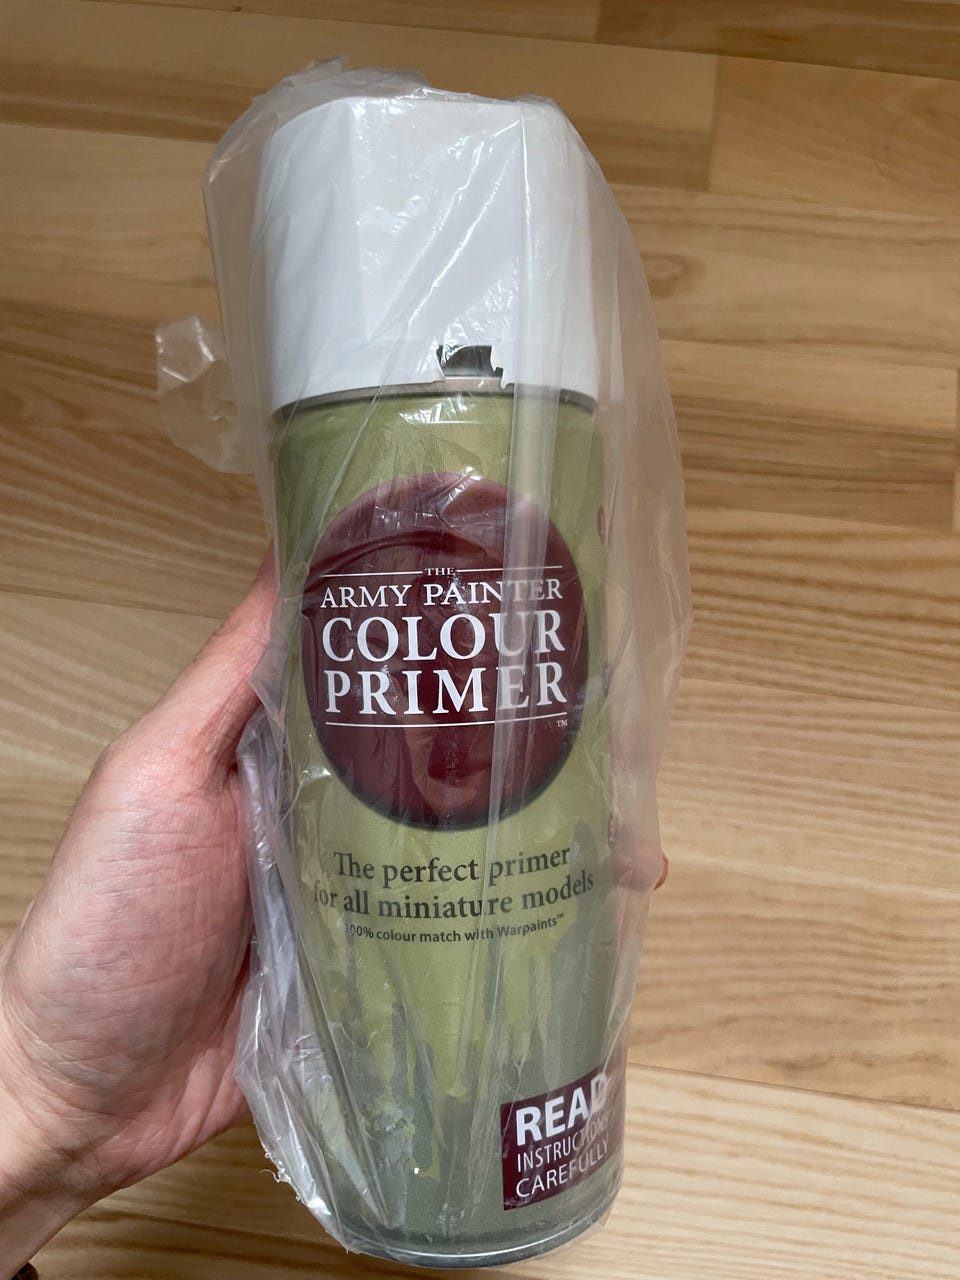 THE
ARMY PAINTER
COLOUR
PRIMER
TM
The perfect primer
for all miniature models
100% colour match with Warpaints™
READ
INSTRUCTIONS
CAREFULLY